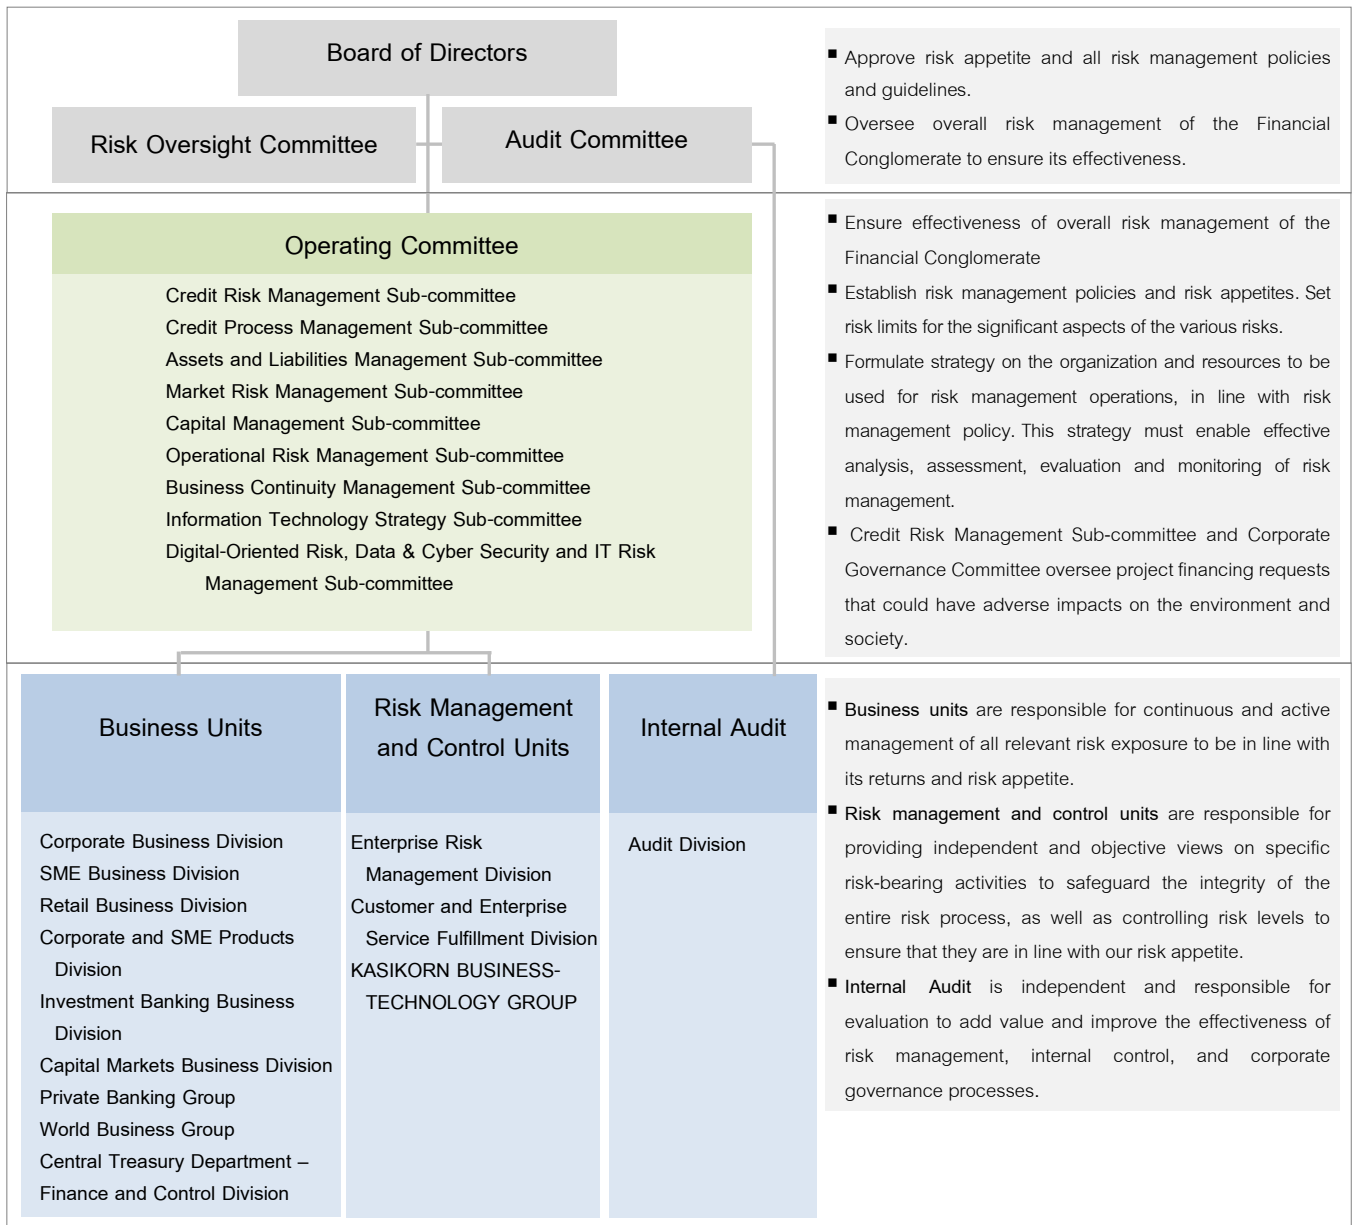 Board of Directors
Risk Oversight Committee
Audit Committee
▪ Approve risk appetite and all risk management policies
and guidelines.
▪ Oversee overall risk management of the Financial
Conglomerate to ensure its effectiveness.
Operating Committee
Credit Risk Management Sub-committee
Credit Process Management Sub-committee
Assets and Liabilities Management Sub-committee
Market Risk Management Sub-committee
Capital Management Sub-committee
Operational Risk Management Sub-committee
Business Continuity Management Sub-committee
Information Technology Strategy Sub-committee
Digital-Oriented Risk, Data & Cyber Security and IT Risk
Management Sub-committee
▪ Ensure effectiveness of overall risk management of the
Financial Conglomerate
▪ Establish risk management policies and risk appetites. Set
risk limits for the significant aspects of the various risks.
▪ Formulate strategy on the organization and resources to be
used for risk management operations, in line with risk
management policy. This strategy must enable effective
analysis, assessment, evaluation and monitoring of risk
management.
▪ Credit Risk Management Sub-committee and Corporate
Governance Committee oversee project financing requests
that could have adverse impacts on the environment and
society.
Business Units
Corporate Business Division
SME Business Division
Retail Business Division
Corporate and SME Products
Division
Investment Banking Business
Division
Capital Markets Business Division
Private Banking Group
World Business Group
Central Treasury Department –
Finance and Control Division
Risk Management
and Control Units
Enterprise Risk
Management Division
Customer and Enterprise
Service Fulfillment Division
KASIKORN BUSINESS-
TECHNOLOGY GROUP
Internal Audit
Audit Division
▪ Business units are responsible for continuous and active
management of all relevant risk exposure to be in line with
its returns and risk appetite.
▪ Risk management and control units are responsible for
providing independent and objective views on specific
risk-bearing activities to safeguard the integrity of the
entire risk process, as well as controlling risk levels to
ensure that they are in line with our risk appetite.
▪ Internal Audit is independent and responsible for
evaluation to add value and improve the effectiveness of
risk management, internal control, and corporate
governance processes.